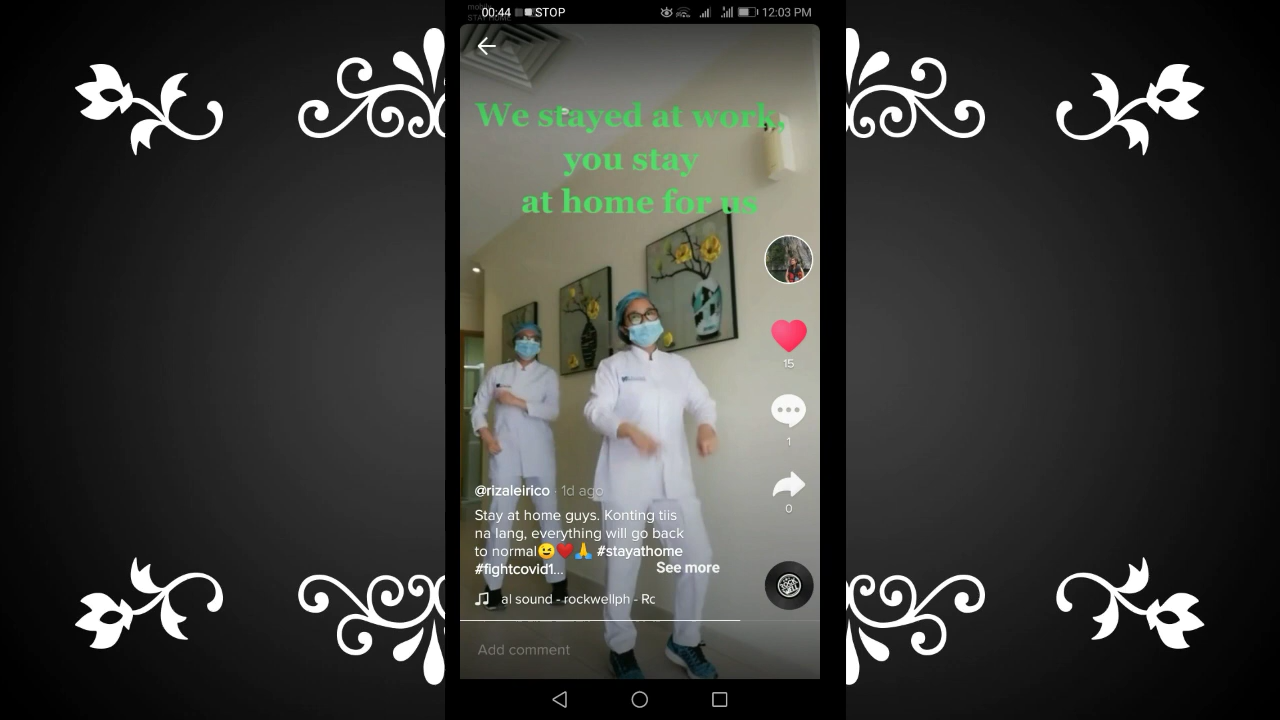 00:44 STOP 12:03 PM
STAY HOME
We stayed at work,
you stay
at home for us
15
1
0
@rizaleirico · 1d ago
Stay at home guys. Konting tiis
na lang, everything will go back
to normal😉❤️🙏 #stayathome
#fightcovid1... See more
al sound - rockwellph - Rc
Add comment